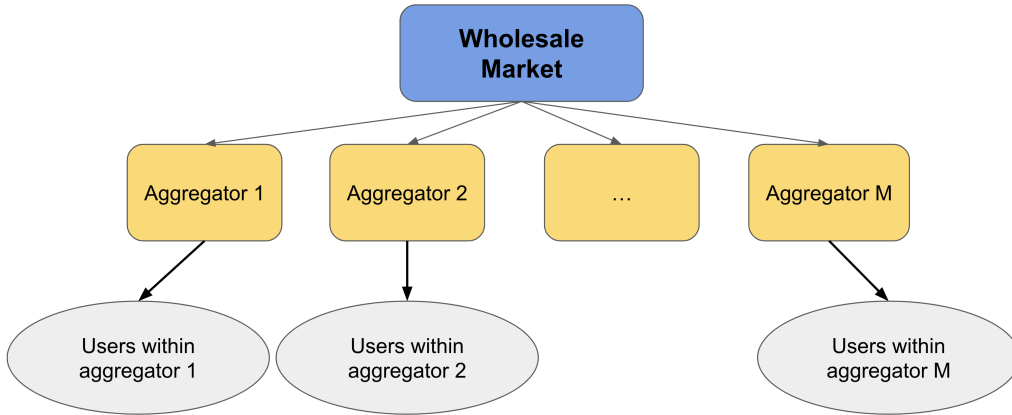 Wholesale
Market
Aggregator 1
Aggregator 2
...
Aggregator M
Users within
aggregator 1
Users within
aggregator 2
Users within
aggregator M